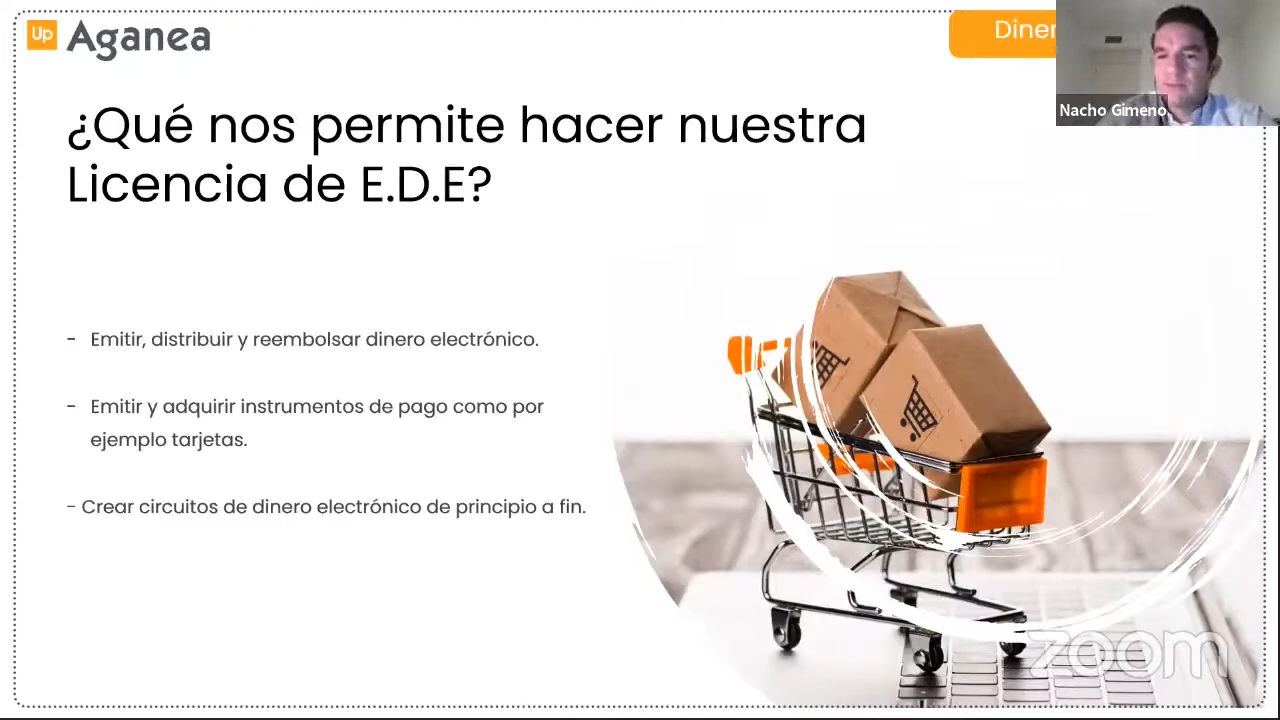 Up Aganea
Nacho Gimeno
¿Qué nos permite hacer nuestra
Licencia de E.D.E?
- Emitir, distribuir y reembolsar dinero electrónico.
- Emitir y adquirir instrumentos de pago como por
ejemplo tarjetas.
- Crear circuitos de dinero electrónico de principio a fin.
zoom